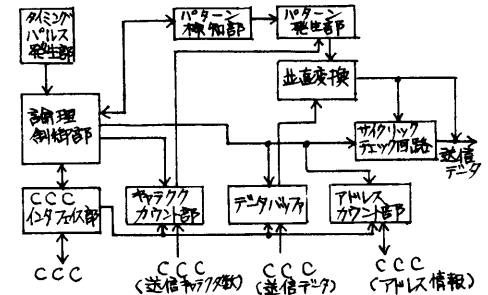 タイミング
パルス
発生部
パターン
検知部
パターン
発生部
並直変換
論理
制御部
サイクリック
チェック回路
送信
データ
CCC
インタフェイス部
キャラクタ
カウント部
データバッファ
アドレス
カウント部
CCC
CCC
(送信キャラクタ数)
CCC
(送信データ)
CCC
(アドレス情報)